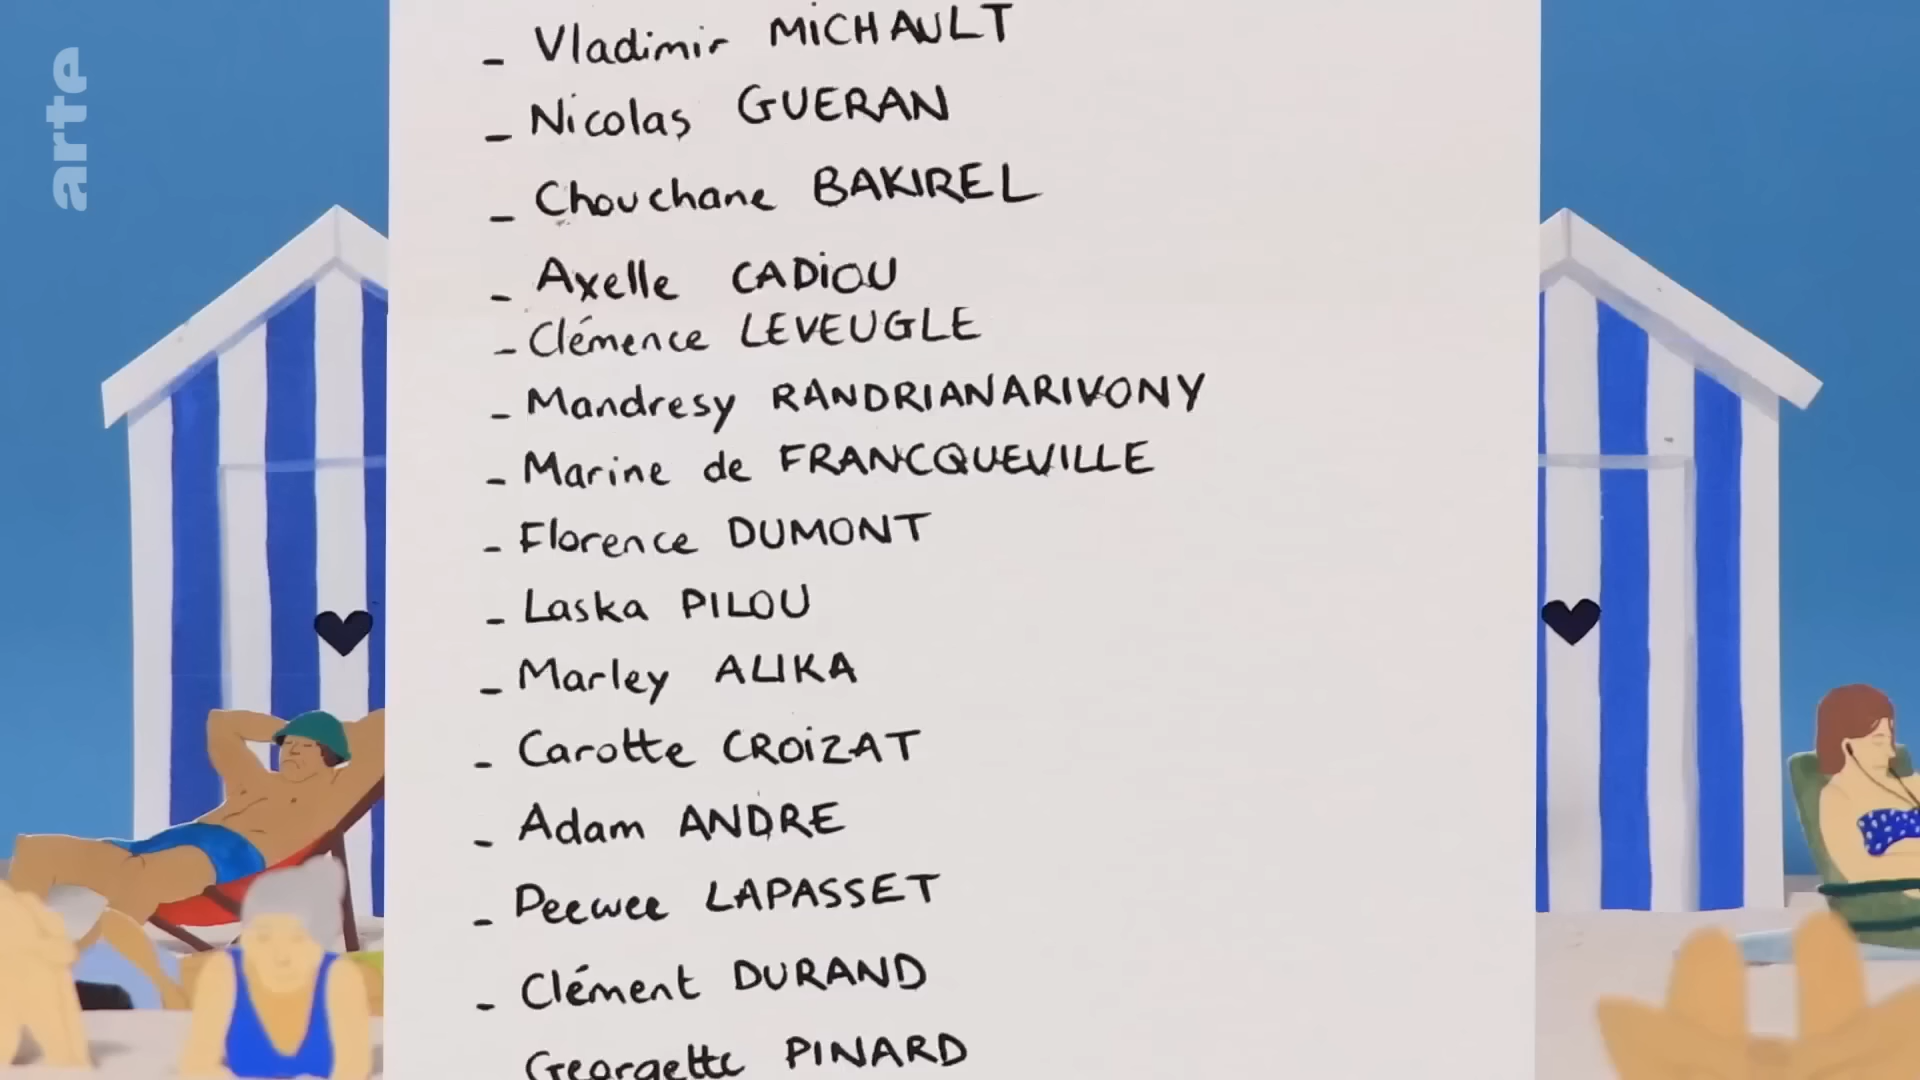 arte
- Vladimir MiCHAULT
- Nicolas GUERAN
- Chouchane BAKIREL
- Axelle CADiOU
- Clémence LEVEUGLE
- Mandresy RANDRIANARIVONY
- Marine de FRANCQUEVILLE
- Florence DUMONT
- Laska PILOU
- Marley ALIKA
- Carotte CROiZAT
- Adam ANDRE
- Peewee LAPASSET
- Clément DURAND
Georgette PINARD